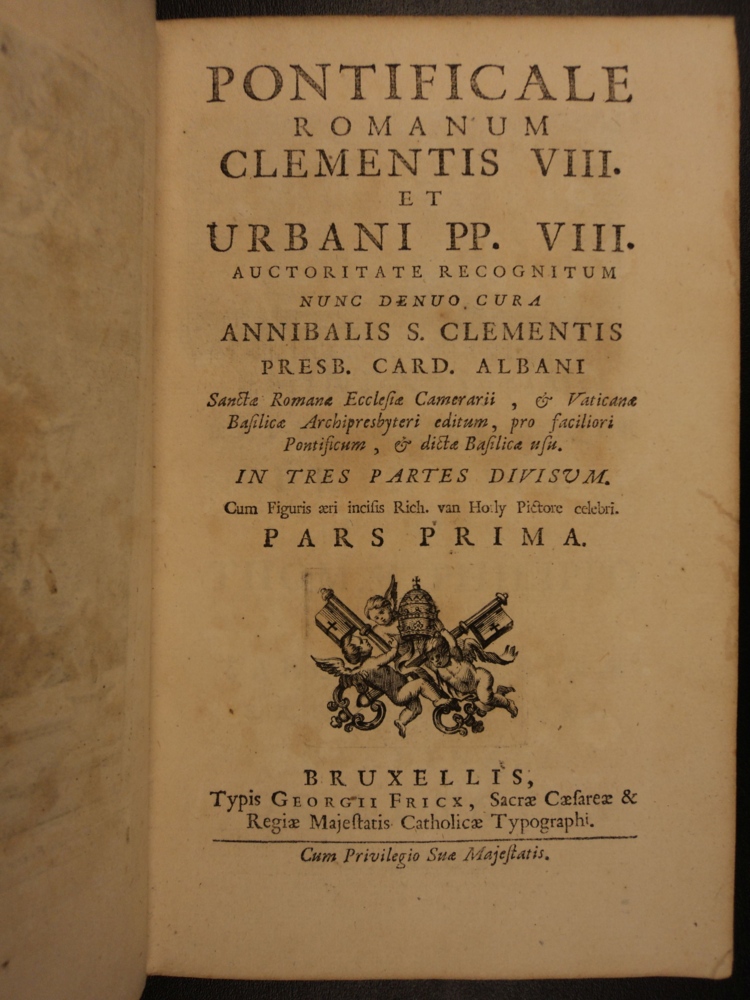 PONTIFICALE
ROMANUM
CLEMENTIS VIII.
ET
URBANI PP. VIII.
AUCTORITATE RECOGNITUM
NUNC DENUO CURA
ANNIBALIS S. CLEMENTIS
PRESB. CARD. ALBANI
Sanctæ Romanæ Eccleſiæ Camerarii , & Vaticanæ
Baſilicæ Archipresbyteri editum, pro faciliori
Pontificum , & dictæ Baſilicæ uſu.
IN TRES PARTES DIVISVM.
Cum Figuris æri inciſis Rich. van Horly Pictore celebri.
PARS PRIMA.
BRUXELLIS,
Typis GEORGII FRICX, Sacræ Cæſareæ &
Regiæ Majeſtatis Catholicæ Typographi.
Cum Privilegio Suæ Majeſtatis.